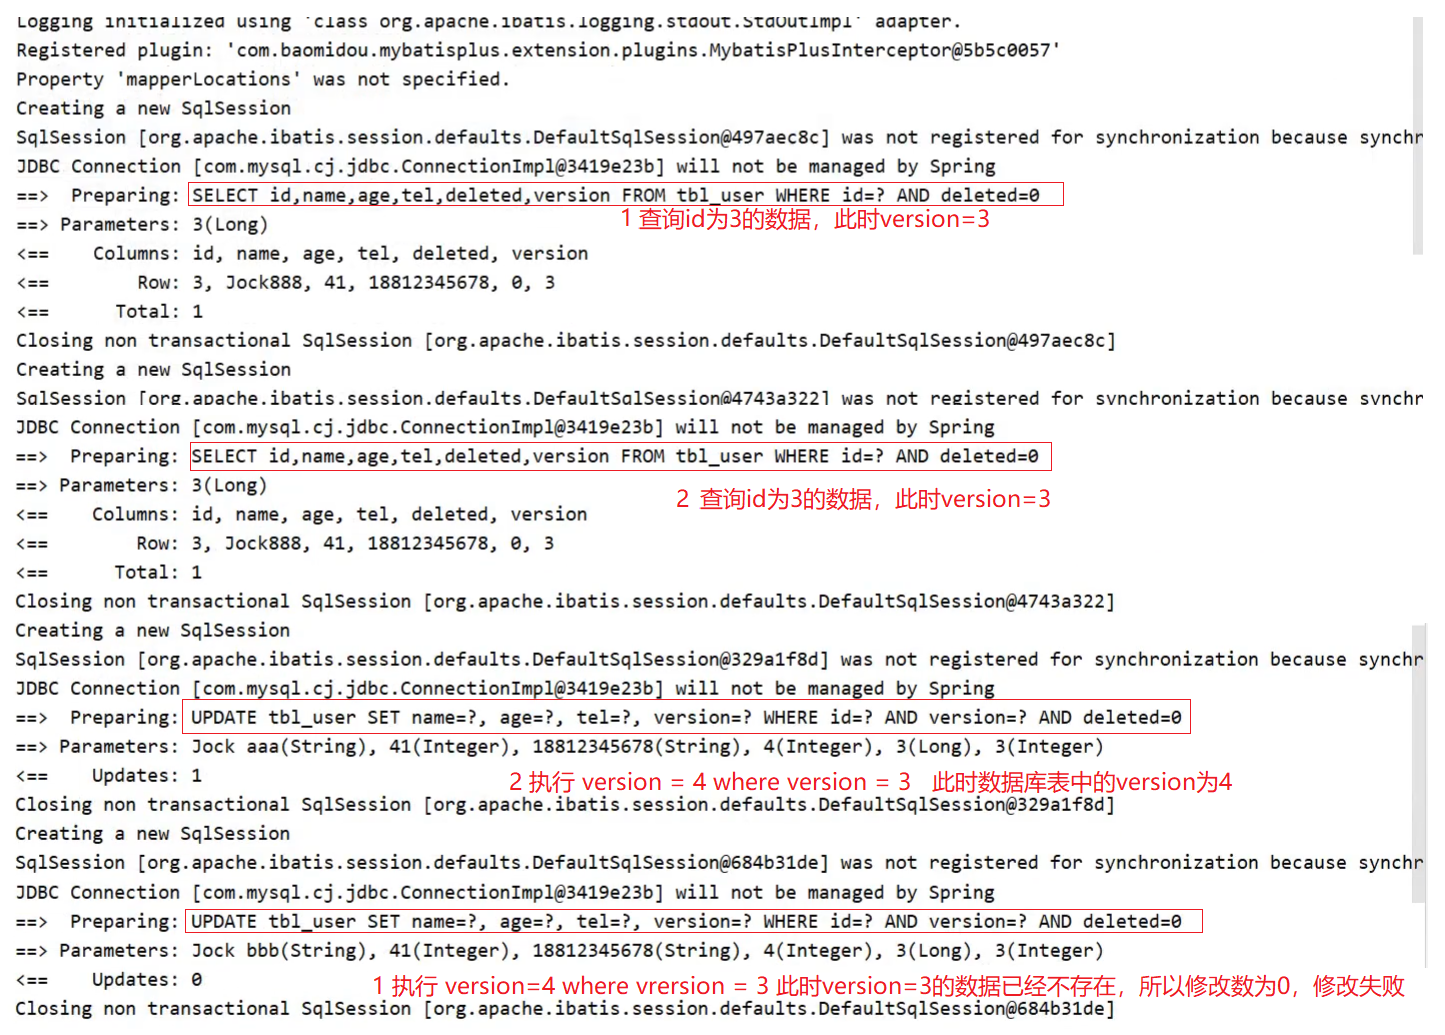 Logging initialized using 'class org.apache.ibatis.logging.stdout.StdOutImpl' adapter.
Registered plugin: 'com.baomidou.mybatisplus.extension.plugins.MybatisPlusInterceptor@5b5c0057'
Property 'mapperLocations' was not specified.
Creating a new SqlSession
SqlSession [org.apache.ibatis.session.defaults.DefaultSqlSession@497aec8c] was not registered for synchronization because synchr
JDBC Connection [com.mysql.cj.jdbc.ConnectionImpl@3419e23b] will not be managed by Spring
==>  Preparing: SELECT id,name,age,tel,deleted,version FROM tbl_user WHERE id=? AND deleted=0
1 查询id为3的数据，此时version=3
==> Parameters: 3(Long)
<==    Columns: id, name, age, tel, deleted, version
<==        Row: 3, Jock888, 41, 18812345678, 0, 3
<==      Total: 1
Closing non transactional SqlSession [org.apache.ibatis.session.defaults.DefaultSqlSession@497aec8c]
Creating a new SqlSession
SqlSession [org.apache.ibatis.session.defaults.DefaultSqlSession@4743a322] was not registered for synchronization because synchr
JDBC Connection [com.mysql.cj.jdbc.ConnectionImpl@3419e23b] will not be managed by Spring
==>  Preparing: SELECT id,name,age,tel,deleted,version FROM tbl_user WHERE id=? AND deleted=0
==> Parameters: 3(Long)
2 查询id为3的数据，此时version=3
<==    Columns: id, name, age, tel, deleted, version
<==        Row: 3, Jock888, 41, 18812345678, 0, 3
<==      Total: 1
Closing non transactional SqlSession [org.apache.ibatis.session.defaults.DefaultSqlSession@4743a322]
Creating a new SqlSession
SqlSession [org.apache.ibatis.session.defaults.DefaultSqlSession@329a1f8d] was not registered for synchronization because synchr
JDBC Connection [com.mysql.cj.jdbc.ConnectionImpl@3419e23b] will not be managed by Spring
==>  Preparing: UPDATE tbl_user SET name=?, age=?, tel=?, version=? WHERE id=? AND version=? AND deleted=0
==> Parameters: Jock aaa(String), 41(Integer), 18812345678(String), 4(Integer), 3(Long), 3(Integer)
<==    Updates: 1
2 执行 version = 4 where version = 3 此时数据库表中的version为4
Closing non transactional SqlSession [org.apache.ibatis.session.defaults.DefaultSqlSession@329a1f8d]
Creating a new SqlSession
SqlSession [org.apache.ibatis.session.defaults.DefaultSqlSession@684b31de] was not registered for synchronization because synchr
JDBC Connection [com.mysql.cj.jdbc.ConnectionImpl@3419e23b] will not be managed by Spring
==>  Preparing: UPDATE tbl_user SET name=?, age=?, tel=?, version=? WHERE id=? AND version=? AND deleted=0
==> Parameters: Jock bbb(String), 41(Integer), 18812345678(String), 4(Integer), 3(Long), 3(Integer)
<==    Updates: 0
1 执行 version=4 where vrersion = 3 此时version=3的数据已经不存在，所以修改数为0，修改失败
Closing non transactional SqlSession [org.apache.ibatis.session.defaults.DefaultSqlSession@684b31de]